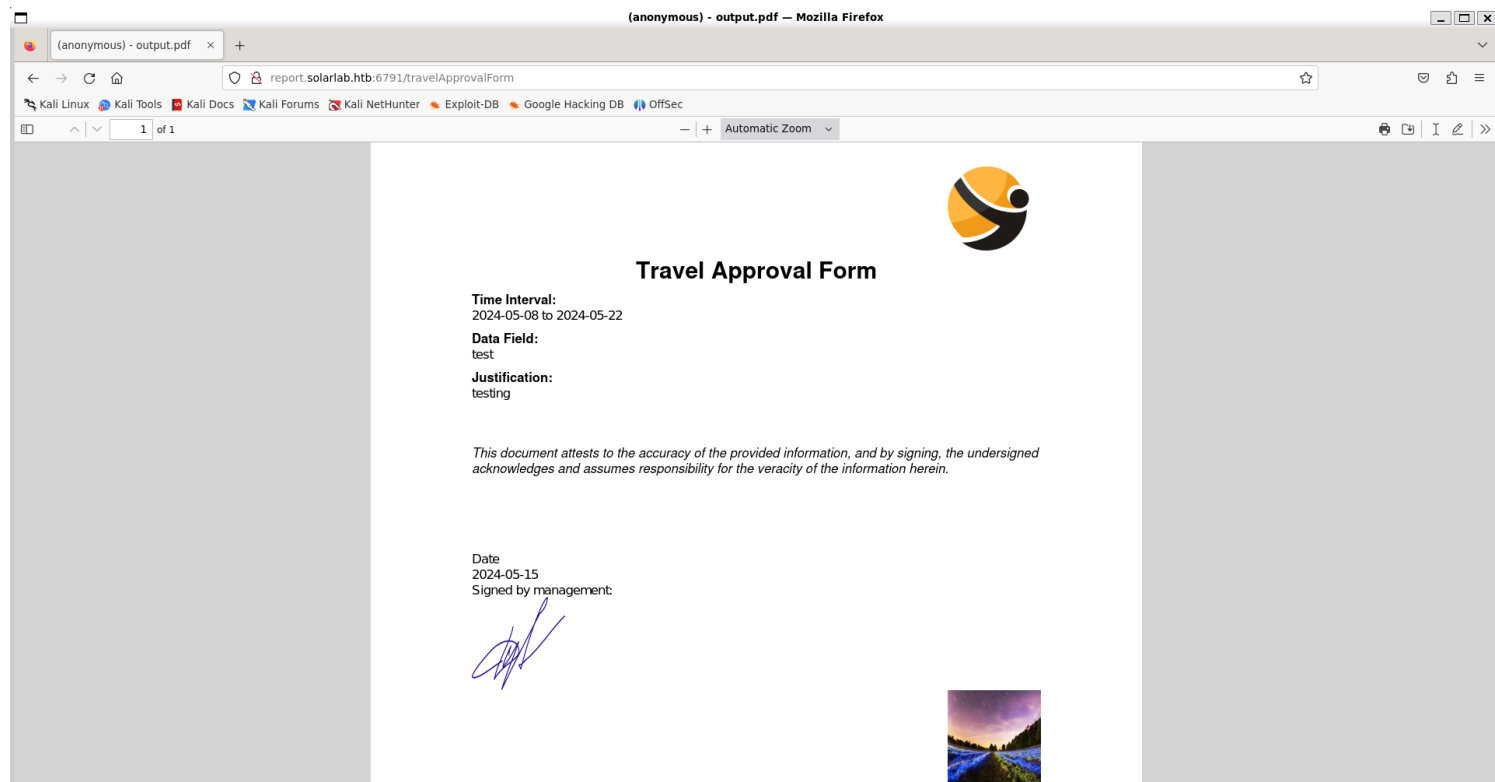 (anonymous) - output.pdf — Mozilla Firefox
(anonymous) - output.pdf × +
report.solarlab.htb:6791/travelApprovalForm
Kali Linux Kali Tools Kali Docs Kali Forums Kali NetHunter Exploit-DB Google Hacking DB OffSec
1 of 1 — + Automatic Zoom
Travel Approval Form
Time Interval:
2024-05-08 to 2024-05-22
Data Field:
test
Justification:
testing
This document attests to the accuracy of the provided information, and by signing, the undersigned
acknowledges and assumes responsibility for the veracity of the information herein.
Date
2024-05-15
Signed by management: